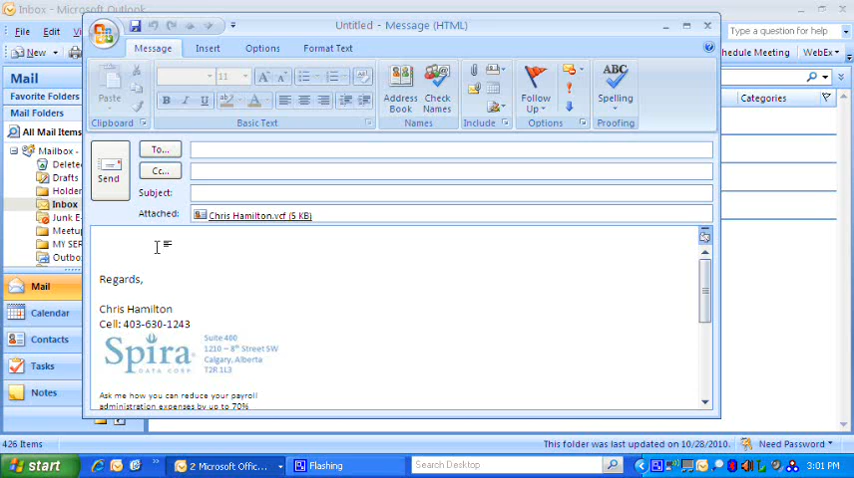 Inbox - Microsoft Outlook
Untitled - Message (HTML)
File
Edit
Type a question for help
Message
Insert
Options
Format Text
New
Schedule Meeting
WebEx
Mail
Favorite Folders
Mail Folders
All Mail Items
Mailbox -
Deleted
Drafts
Holder
Inbox
Junk E-
Meetup
MY SER
Outbox
Paste
Clipboard
11
B I U
A
Basic Text
Address
Book
Check
Names
Names
Include
Follow
Up
Options
ABC
Spelling
Proofing
Categories
Send
To...
Cc...
Subject:
Attached:
Chris Hamilton.vcf (5 KB)
Regards,
Chris Hamilton
Cell: 403-630-1243
Spira
DATA CORP.
Suite 400
1210 – 8th Street SW
Calgary, Alberta
T2R 1L3
Ask me how you can reduce your payroll
administration expenses by up to 70%
Mail
Calendar
Contacts
Tasks
Notes
426 Items
This folder was last updated on 10/28/2010.
Need Password
start
2 Microsoft Offic...
Flashing
Search Desktop
3:01 PM